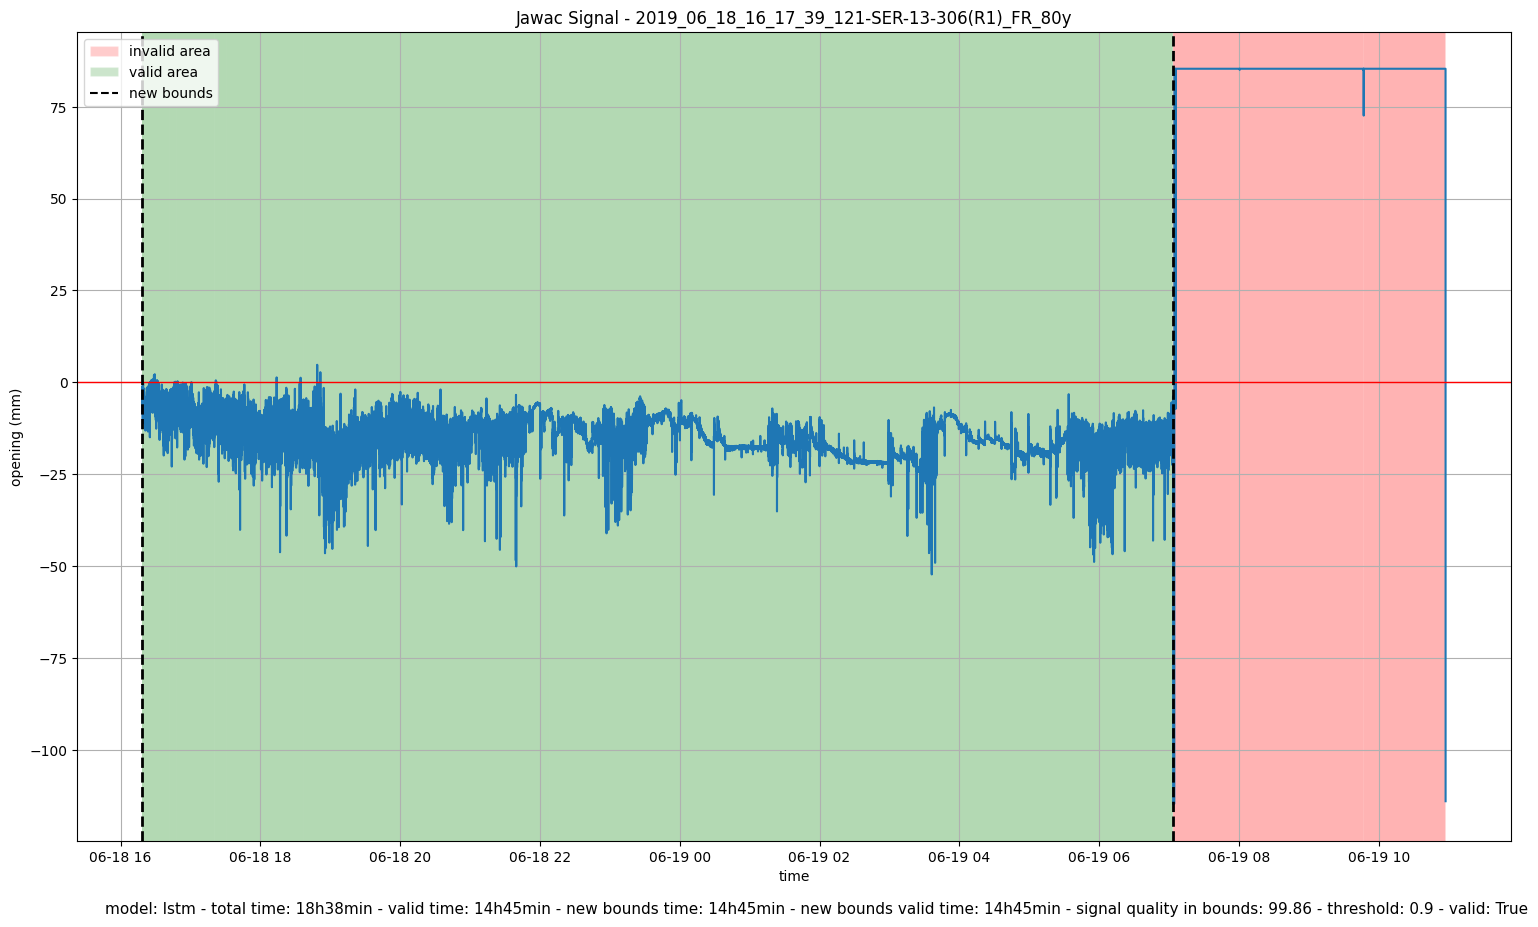 Jawac Signal - 2019_06_18_16_17_39_121-SER-13-306(R1)_FR_80y
invalid area
valid area
new bounds
opening (mm)
75
50
25
0
−25
−50
−75
−100
06-18 16
06-18 18
06-18 20
06-18 22
06-19 00
06-19 02
06-19 04
06-19 06
06-19 08
06-19 10
time
model: lstm - total time: 18h38min - valid time: 14h45min - new bounds time: 14h45min - new bounds valid time: 14h45min - signal quality in bounds: 99.86 - threshold: 0.9 - valid: True